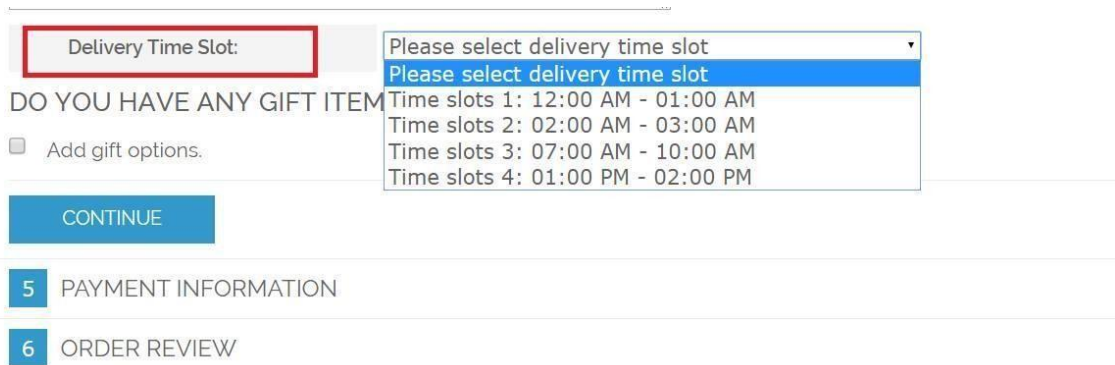 Delivery Time Slot:
Please select delivery time slot
Please select delivery time slot
DO YOU HAVE ANY GIFT ITEM
Time slots 1: 12:00 AM - 01:00 AM
Time slots 2: 02:00 AM - 03:00 AM
Add gift options.
Time slots 3: 07:00 AM - 10:00 AM
Time slots 4: 01:00 PM - 02:00 PM
CONTINUE
5 PAYMENT INFORMATION
6 ORDER REVIEW